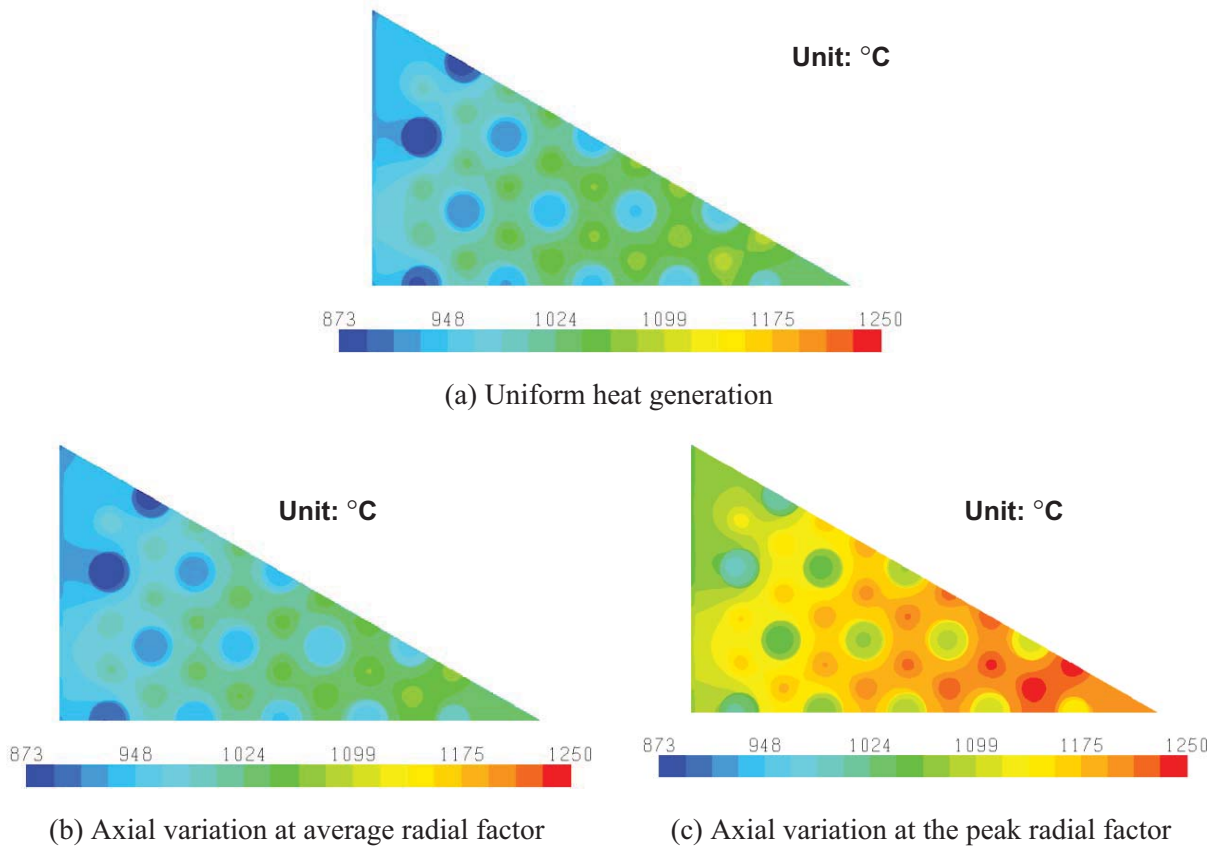 Unit: °C
873 948 1024 1099 1175 1250
(a) Uniform heat generation
Unit: °C
Unit: °C
873 948 1024 1099 1175 1250
873 948 1024 1099 1175 1250
(b) Axial variation at average radial factor
(c) Axial variation at the peak radial factor